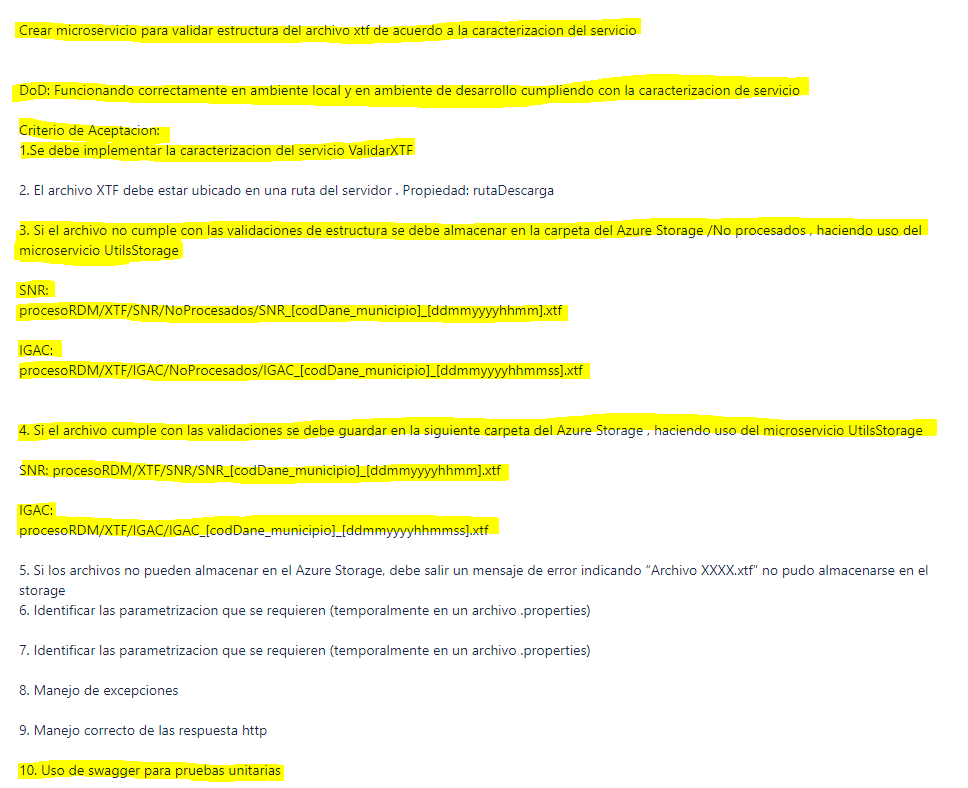 Crear microservicio para validar estructura del archivo xtf de acuerdo a la caracterizacion del servicio
DoD: Funcionando correctamente en ambiente local y en ambiente de desarrollo cumpliendo con la caracterizacion de servicio
Criterio de Aceptacion:
1.Se debe implementar la caracterizacion del servicio ValidarXTF
2. El archivo XTF debe estar ubicado en una ruta del servidor . Propiedad: rutaDescarga
3. Si el archivo no cumple con las validaciones de estructura se debe almacenar en la carpeta del Azure Storage /No procesados , haciendo uso del
microservicio UtilsStorage
SNR:
procesoRDM/XTF/SNR/NoProcesados/SNR_[codDane_municipio]_[ddmmyyyyhhmm].xtf
IGAC:
procesoRDM/XTF/IGAC/NoProcesados/IGAC_[codDane_municipio]_[ddmmyyyyhhmmss].xtf
4. Si el archivo cumple con las validaciones se debe guardar en la siguiente carpeta del Azure Storage , haciendo uso del microservicio UtilsStorage
SNR: procesoRDM/XTF/SNR/SNR_[codDane_municipio]_[ddmmyyyyhhmm].xtf
IGAC:
procesoRDM/XTF/IGAC/IGAC_[codDane_municipio]_[ddmmyyyyhhmmss].xtf
5. Si los archivos no pueden almacenar en el Azure Storage, debe salir un mensaje de error indicando “Archivo XXXX.xtf” no pudo almacenarse en el
storage
6. Identificar las parametrizacion que se requieren (temporalmente en un archivo .properties)
7. Identificar las parametrizacion que se requieren (temporalmente en un archivo .properties)
8. Manejo de excepciones
9. Manejo correcto de las respuesta http
10. Uso de swagger para pruebas unitarias